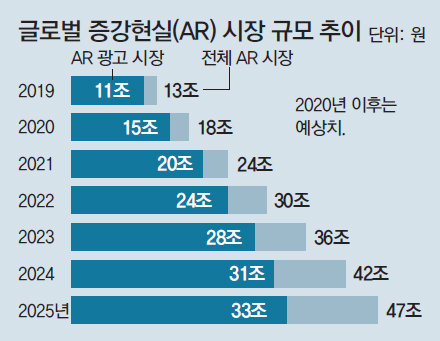 글로벌 증강현실(AR) 시장 규모 추이 단위: 원
AR 광고 시장 전체 AR 시장
2019 11조 13조
2020년 이후는
예상치.
2020 15조 18조
2021 20조 24조
2022 24조 30조
2023 28조 36조
2024 31조 42조
2025년 33조 47조